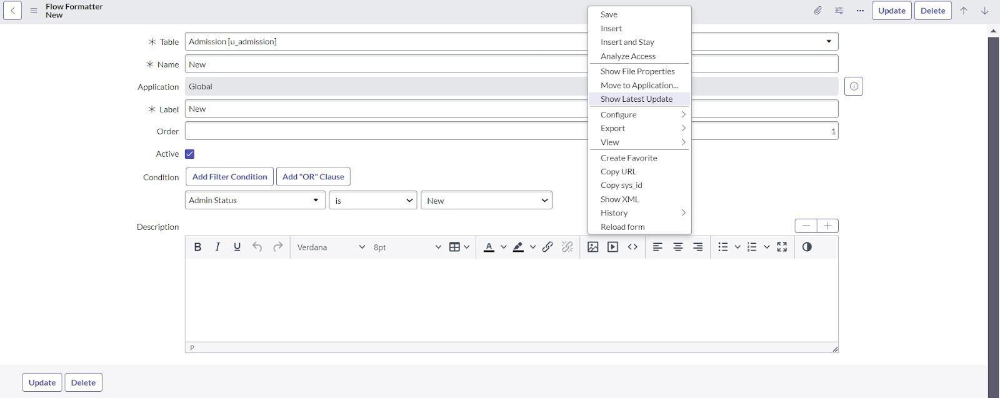 Flow Formatter
New
Update
Delete
Table
Admission [u_admission]
Name
New
Application
Global
Label
New
Order
1
Active
Condition
Add Filter Condition
Add "OR" Clause
Admin Status
is
New
Description
Verdana
8pt
P
Update
Delete
Save
Insert
Insert and Stay
Analyze Access
Show File Properties
Move to Application...
Show Latest Update
Configure
Export
View
Create Favorite
Copy URL
Copy sys_id
Show XML
History
Reload form